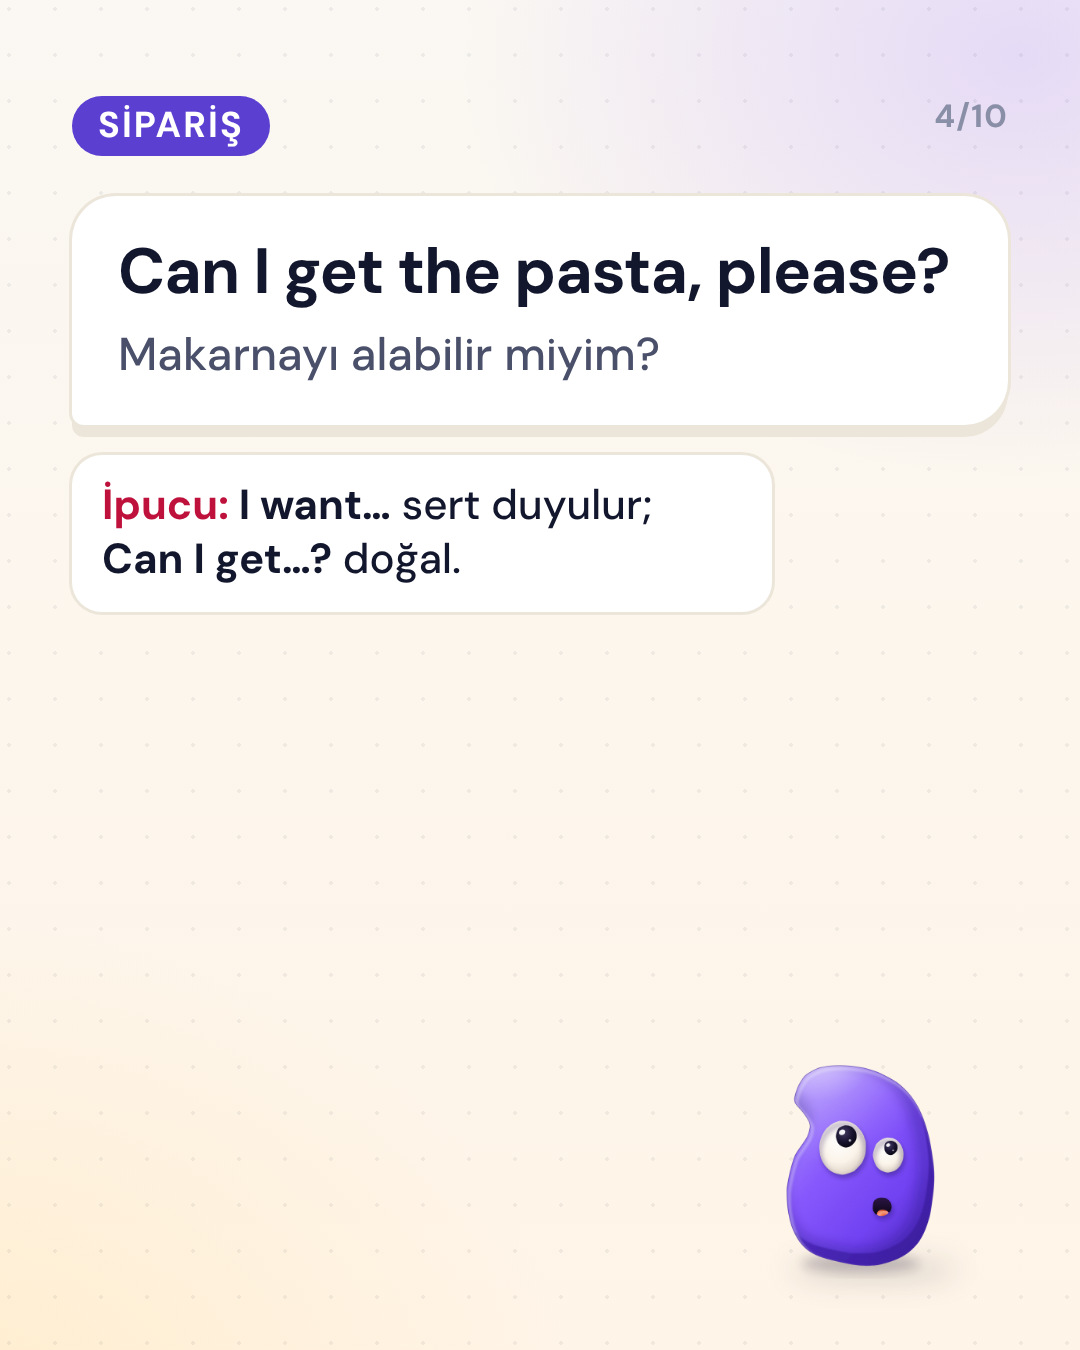 SİPARİŞ
4/10
Can I get the pasta, please?
Makarnayı alabilir miyim?
İpucu: I want... sert duyulur;
Can I get...? doğal.